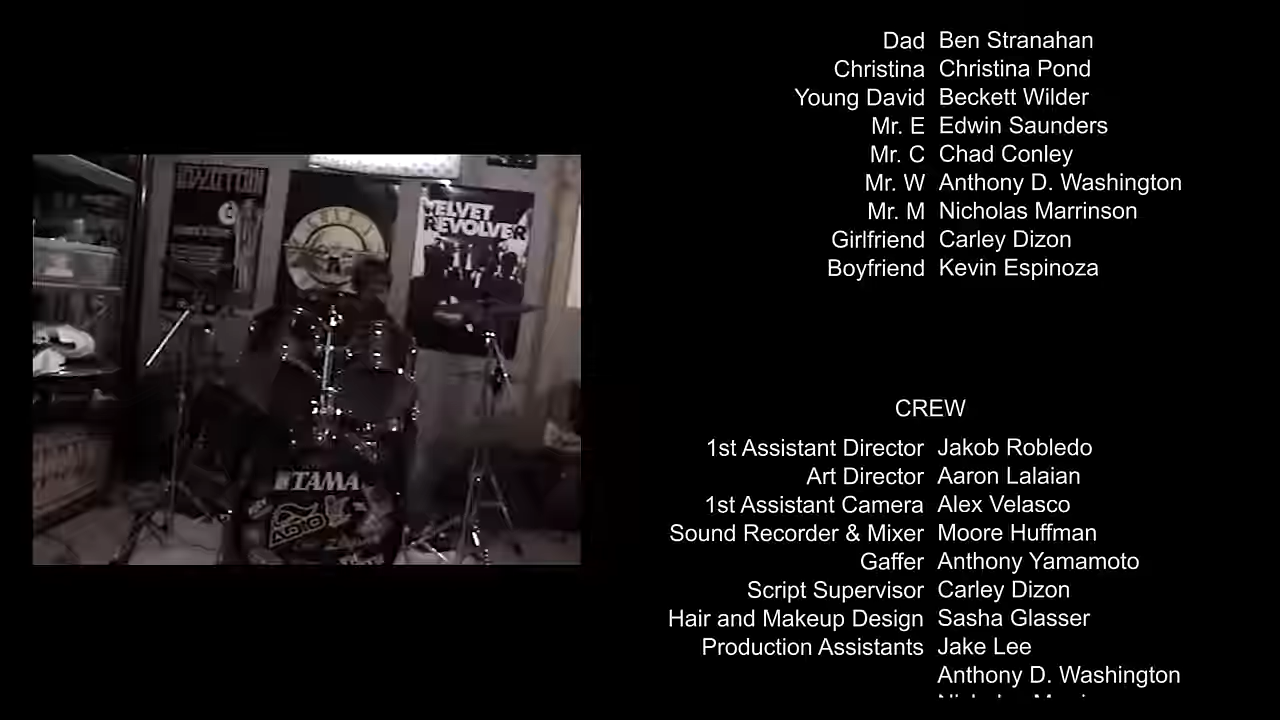 Dad Ben Stranahan
Christina Christina Pond
Young David Beckett Wilder
Mr. E Edwin Saunders
Mr. C Chad Conley
Mr. W Anthony D. Washington
Mr. M Nicholas Marrinson
Girlfriend Carley Dizon
Boyfriend Kevin Espinoza
LED ZEPPELIN
GUNS N'
VELVET
REVOLVER
TAMA
CREW
1st Assistant Director Jakob Robledo
Art Director Aaron Lalaian
1st Assistant Camera Alex Velasco
Sound Recorder & Mixer Moore Huffman
Gaffer Anthony Yamamoto
Script Supervisor Carley Dizon
Hair and Makeup Design Sasha Glasser
Production Assistants Jake Lee
Anthony D. Washington